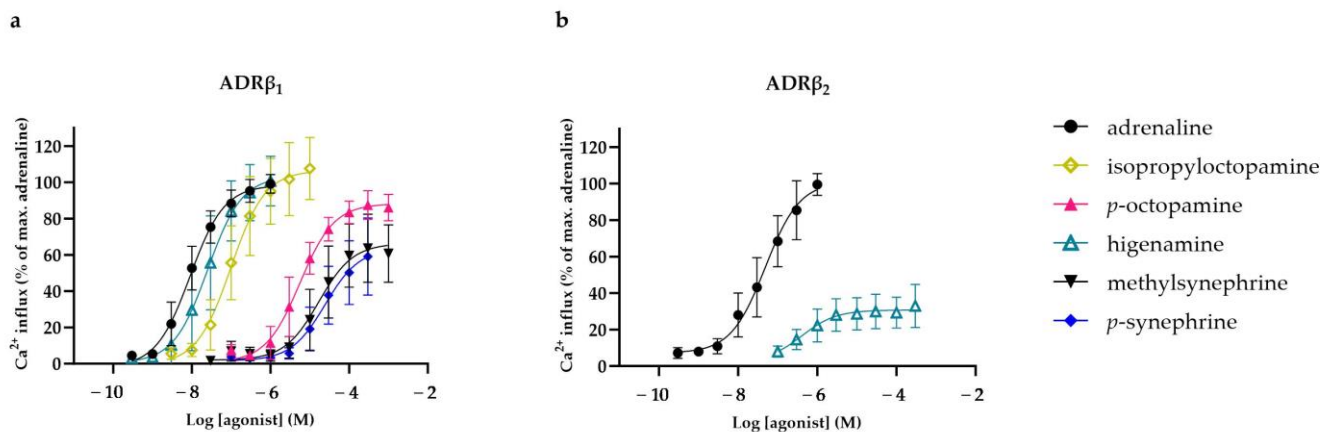 a
ADRβ₁
Ca²⁺ influx (% of max. adrenaline)
120
100
80
60
40
20
0
−10
−8
−6
−4
−2
Log [agonist] (M)
b
ADRβ₂
Ca²⁺ influx (% of max. adrenaline)
120
100
80
60
40
20
0
−10
−8
−6
−4
−2
Log [agonist] (M)
adrenaline
isopropyloctopamine
p-octopamine
higenamine
methylsynephrine
p-synephrine